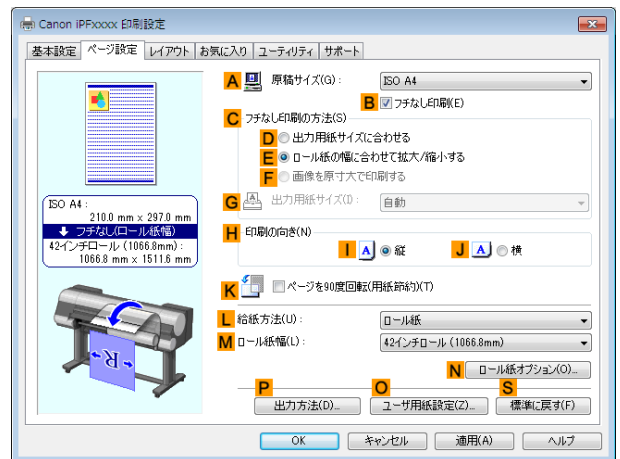 Canon iPFxxxx 印刷設定
基本設定 ページ設定 レイアウト お気に入り ユーティリティ サポート
A 原稿サイズ(G): ISO A4
B フチなし印刷(E)
C フチなし印刷の方法(S)
D 出力用紙サイズに合わせる
E ロール紙の幅に合わせて拡大/縮小する
F 画像を原寸大で印刷する
G 出力用紙サイズ(I): 自動
ISO A4:
210.0 mm x 297.0 mm
フチなし(ロール紙幅)
42インチロール (1066.8mm):
1066.8 mm x 1511.6 mm
H 印刷の向き(N)
I A 縦 J A 横
K ページを90度回転(用紙節約)(T)
L 給紙方法(U): ロール紙
M ロール紙幅(L): 42インチロール (1066.8mm)
R
N ロール紙オプション(O)...
P O S
出力方法(D)... ユーザ用紙設定(Z)... 標準に戻す(F)
OK キャンセル 適用(A) ヘルプ